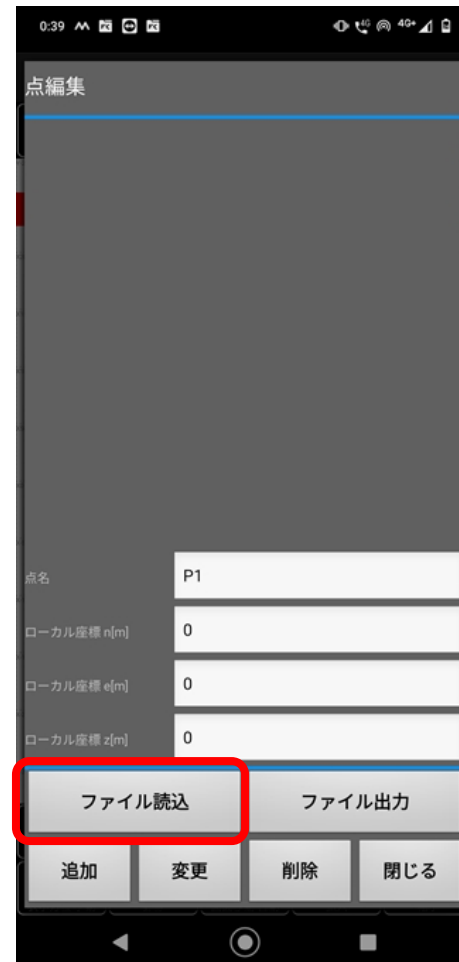 0:39 4G 4G+
点編集
点名 P1
ローカル座標 n[m] 0
ローカル座標 e[m] 0
ローカル座標 z[m] 0
ファイル読込 ファイル出力
追加 変更 削除 閉じる